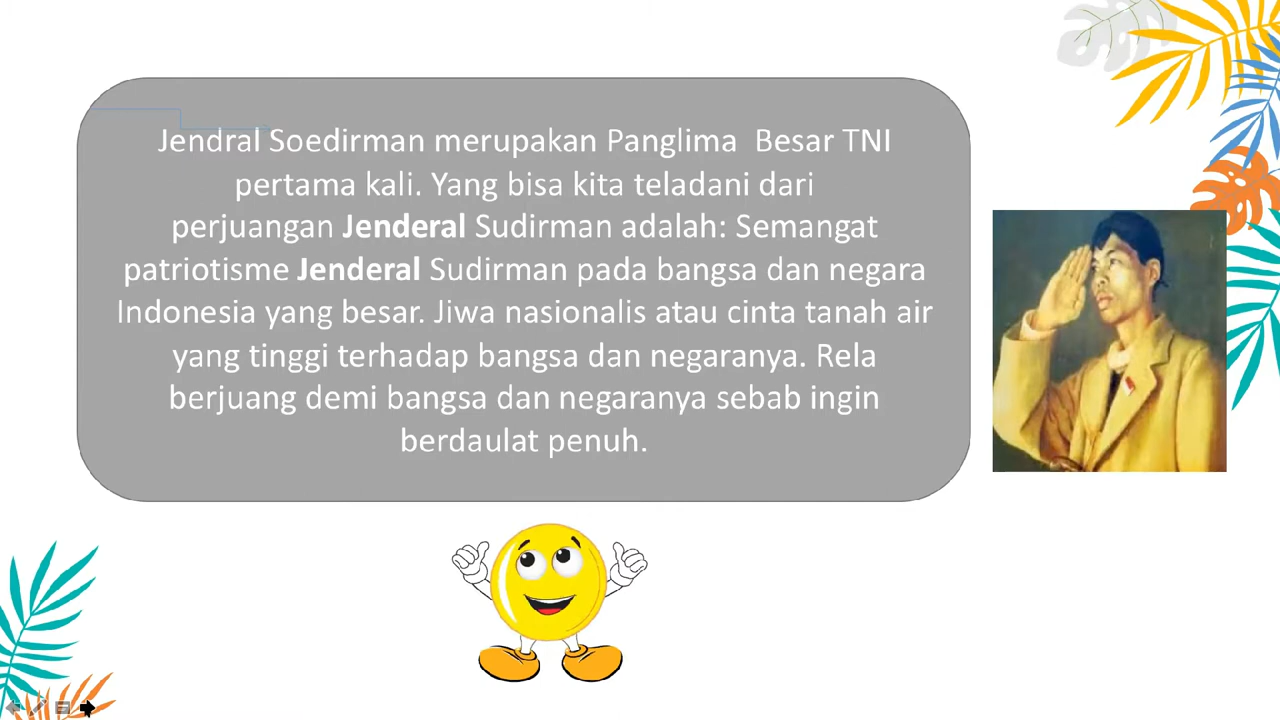 Jendral Soedirman merupakan Panglima  Besar TNI
pertama kali. Yang bisa kita teladani dari
perjuangan Jenderal Sudirman adalah: Semangat
patriotisme Jenderal Sudirman pada bangsa dan negara
Indonesia yang besar. Jiwa nasionalis atau cinta tanah air
yang tinggi terhadap bangsa dan negaranya. Rela
berjuang demi bangsa dan negaranya sebab ingin
berdaulat penuh.